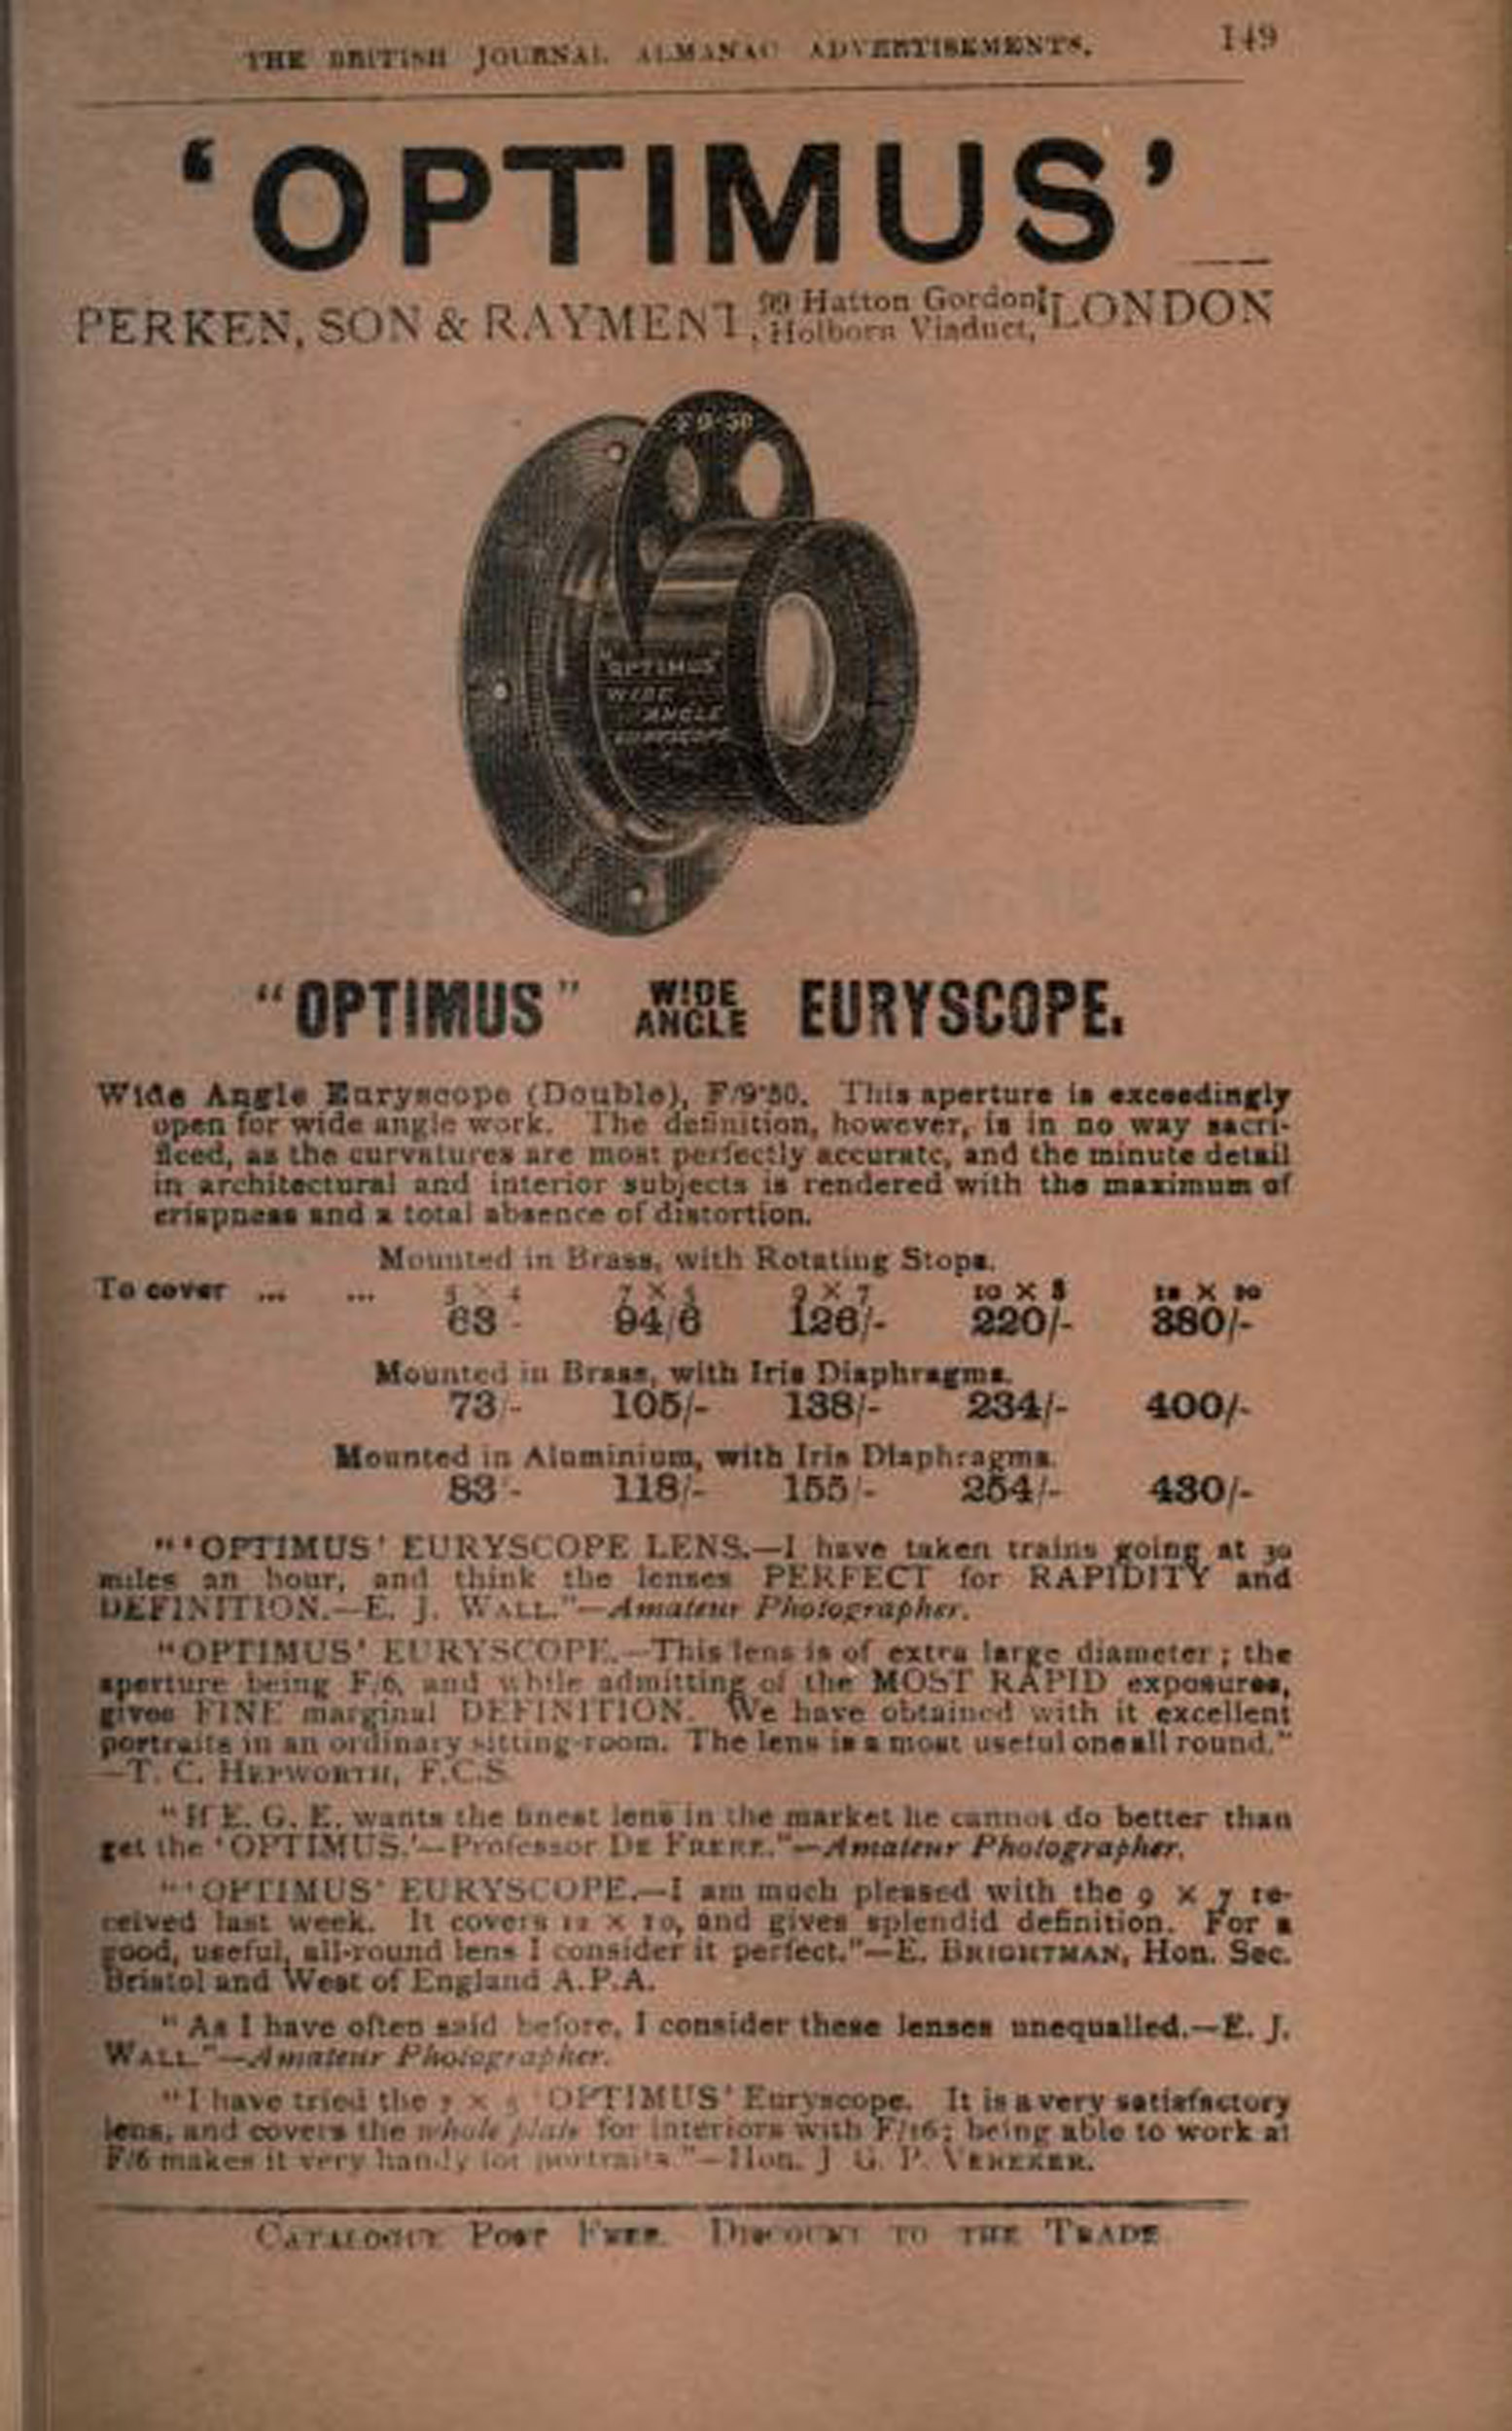 THE BRITISH JOURNAL ALMANAC ADVERTISEMENTS. 149
‘OPTIMUS’
PERKEN, SON & RAYMENT, 99 Hatton Gordon, LONDON
Holborn Viaduct,
F 9·50
"OPTIMUS"
WIDE
ANGLE
EURYSCOPE
“OPTIMUS” WIDE ANGLE EURYSCOPE.
Wide Angle Euryscope (Double), F/9·50. This aperture is exceedingly
open for wide angle work. The definition, however, is in no way sacri-
ficed, as the curvatures are most perfectly accurate, and the minute detail
in architectural and interior subjects is rendered with the maximum of
crispness and a total absence of distortion.
Mounted in Brass, with Rotating Stops.
To cover ... ... 5 × 4 7 × 5 9 × 7 10 × 8 12 × 10
63/- 94/6 126/- 220/- 380/-
Mounted in Brass, with Iris Diaphragms.
73/- 105/- 138/- 234/- 400/-
Mounted in Aluminium, with Iris Diaphragms.
83/- 118/- 155/- 254/- 430/-
"‘OPTIMUS’ EURYSCOPE LENS.—I have taken trains going at 30
miles an hour, and think the lenses PERFECT for RAPIDITY and
DEFINITION.—E. J. WALL."—Amateur Photographer.
"OPTIMUS’ EURYSCOPE.—This lens is of extra large diameter; the
aperture being F/6, and while admitting of the MOST RAPID exposures,
gives FINE marginal DEFINITION. We have obtained with it excellent
portraits in an ordinary sitting-room. The lens is a most useful one all round."
—T. C. HEPWORTH, F.C.S.
"If E. G. E. wants the finest lens in the market he cannot do better than
get the ‘OPTIMUS.’—Professor DE FRERE."—Amateur Photographer.
"‘OPTIMUS’ EURYSCOPE.—I am much pleased with the 9 × 7 re-
ceived last week. It covers 12 × 10, and gives splendid definition. For a
good, useful, all-round lens I consider it perfect."—E. BRIGHTMAN, Hon. Sec.
Bristol and West of England A.P.A.
"As I have often said before, I consider these lenses unequalled.—E. J.
WALL."—Amateur Photographer.
"I have tried the 7 × 5 ‘OPTIMUS’ Euryscope. It is a very satisfactory
lens, and covers the whole plate for interiors with F/16; being able to work at
F/6 makes it very handy for portraits."—Hon. J. G. P. VEREKER.
CATALOGUE POST FREE. DISCOUNT TO THE TRADE